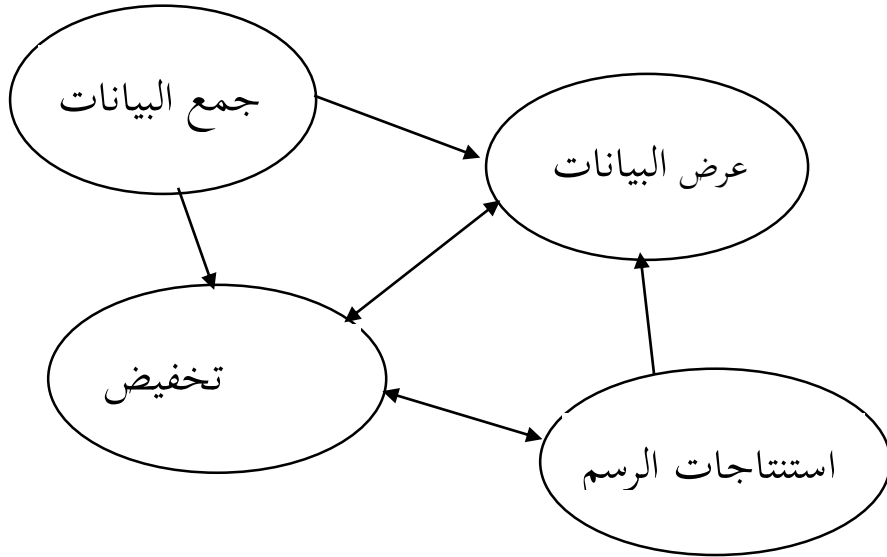 جمع البيانات
عرض البيانات
تخفيض
استنتاجات الرسم